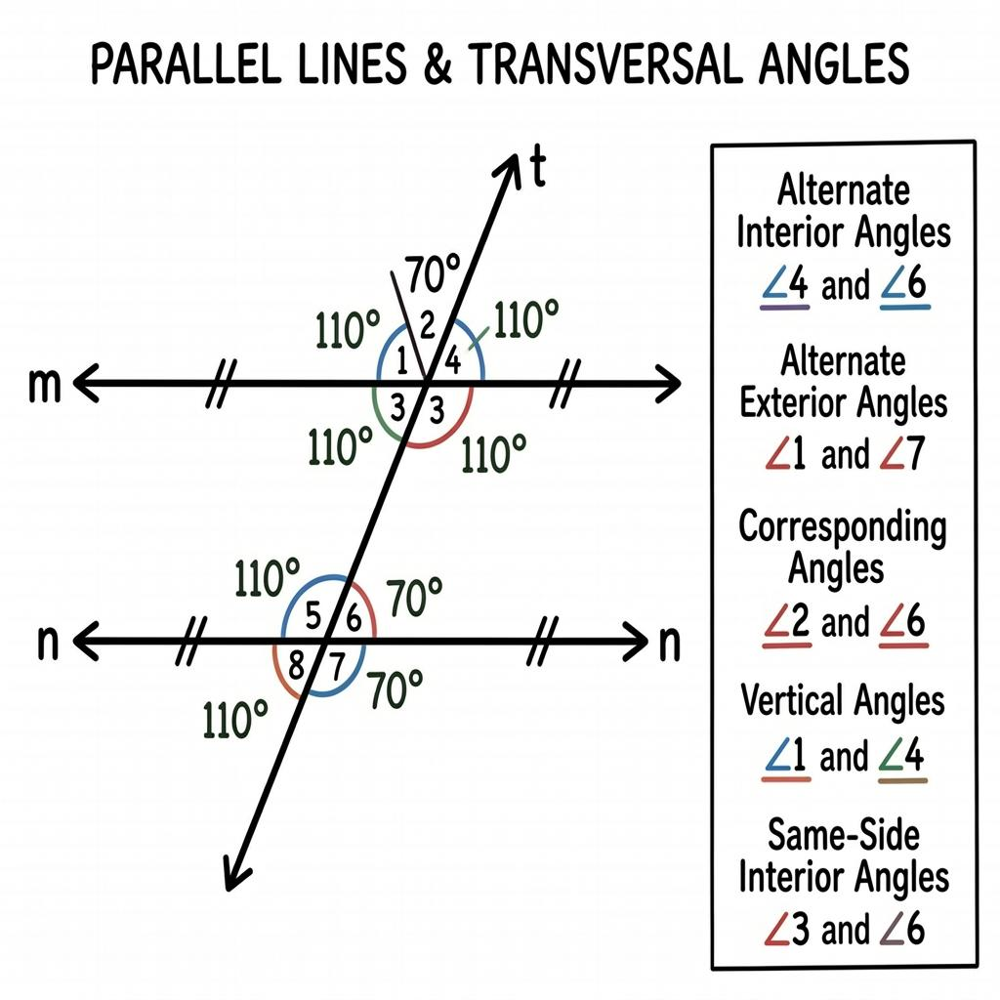 PARALLEL LINES & TRANSVERSAL ANGLES
t
70°
110°
2
110°
1
4
m
3
3
110°
110°
110°
70°
5
6
n
n
8
7
70°
110°
Alternate
Interior Angles
∠4 and ∠6
Alternate
Exterior Angles
∠1 and ∠7
Corresponding
Angles
∠2 and ∠6
Vertical Angles
∠1 and ∠4
Same-Side
Interior Angles
∠3 and ∠6